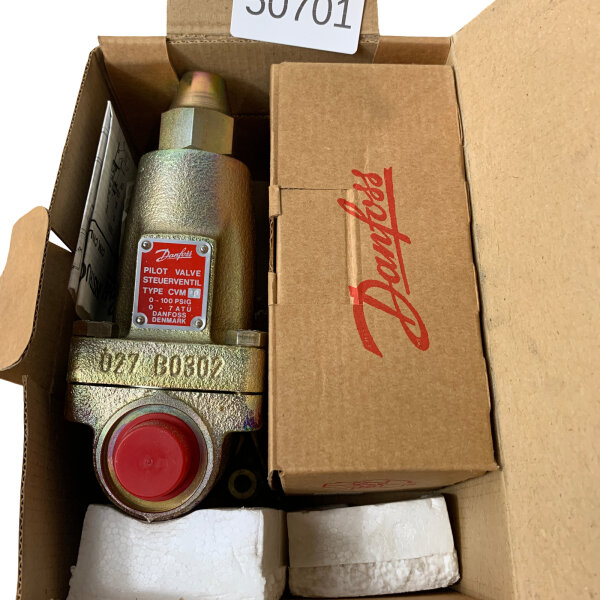 30701
Danfoss
PILOT VALVE
STEUERVENTIL
TYPE CVM
0-100 PSIG
0 - 7 ATU
DANFOSS
DENMARK
027 B0302
Danfoss